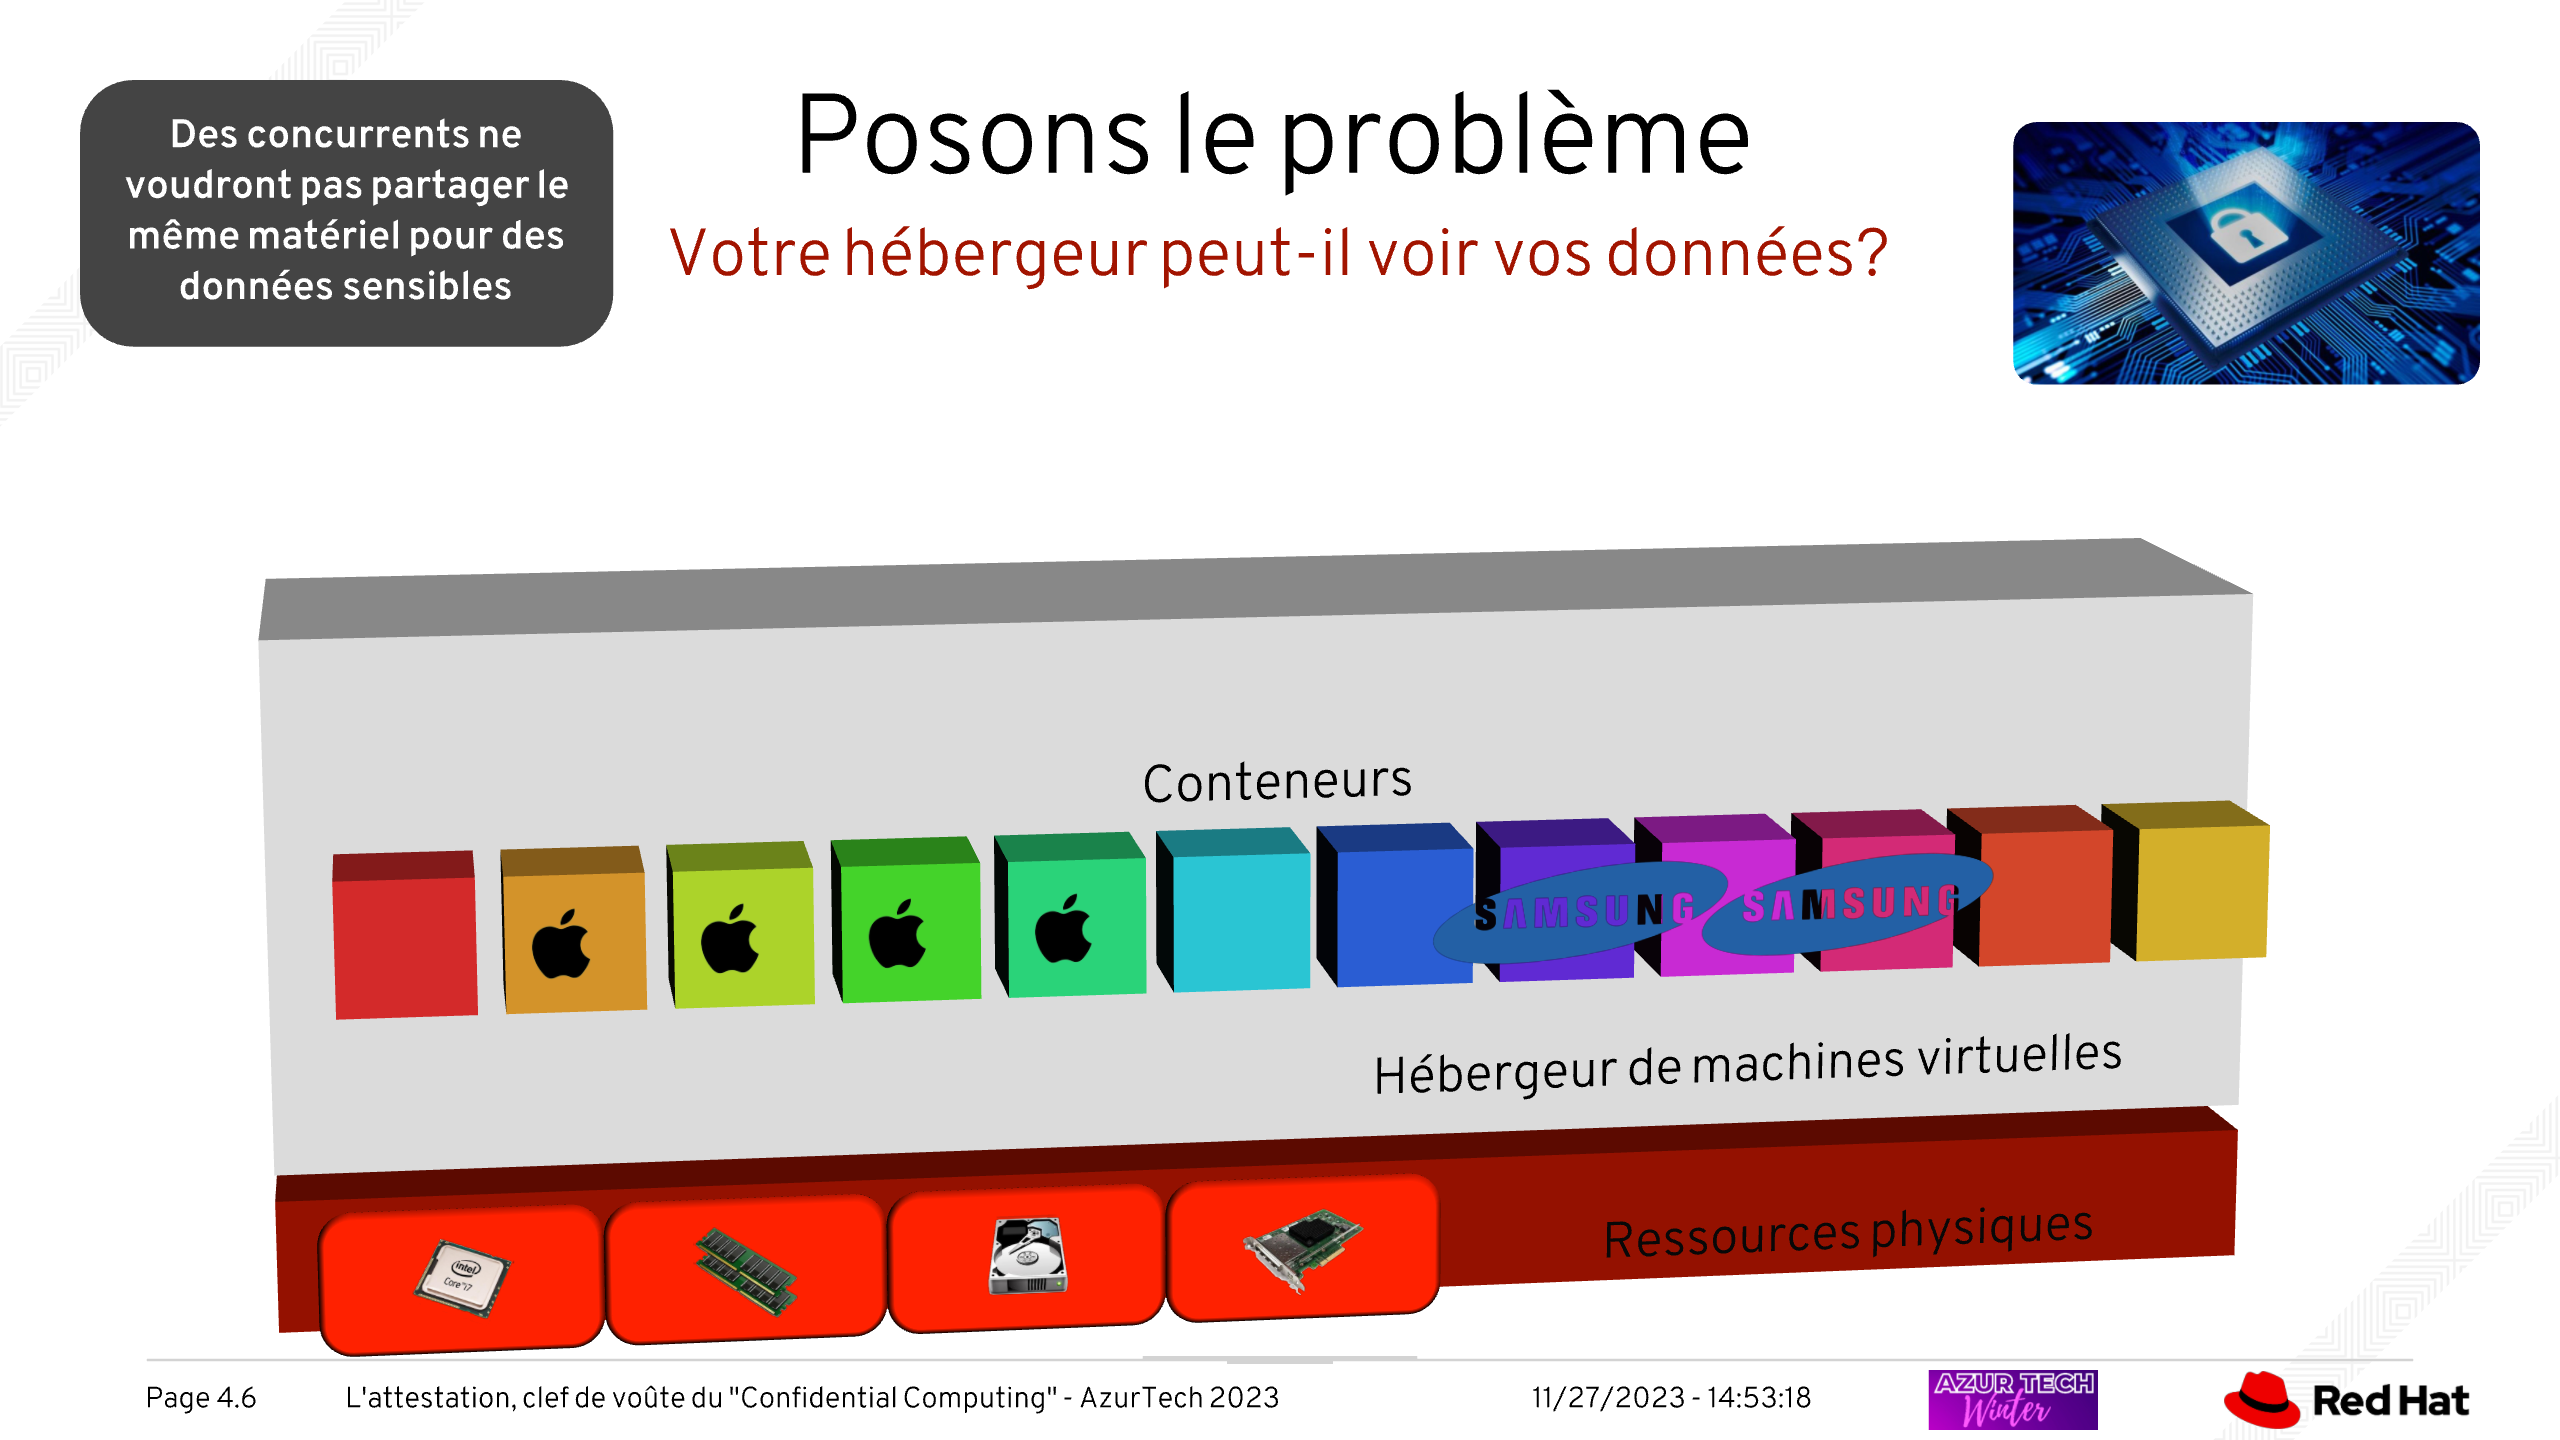 Des concurrents ne
voudront pas partager le
même matériel pour des
données sensibles
Posons le problème
Votre hébergeur peut-il voir vos données?
Conteneurs
SAMSUNG
SAMSUNG
Hébergeur de machines virtuelles
Ressources physiques
intel
Core i7
Page 4.6
L'attestation, clef de voûte du "Confidential Computing" - AzurTech 2023
11/27/2023 - 14:53:18
AZUR TECH
Winter
Red Hat